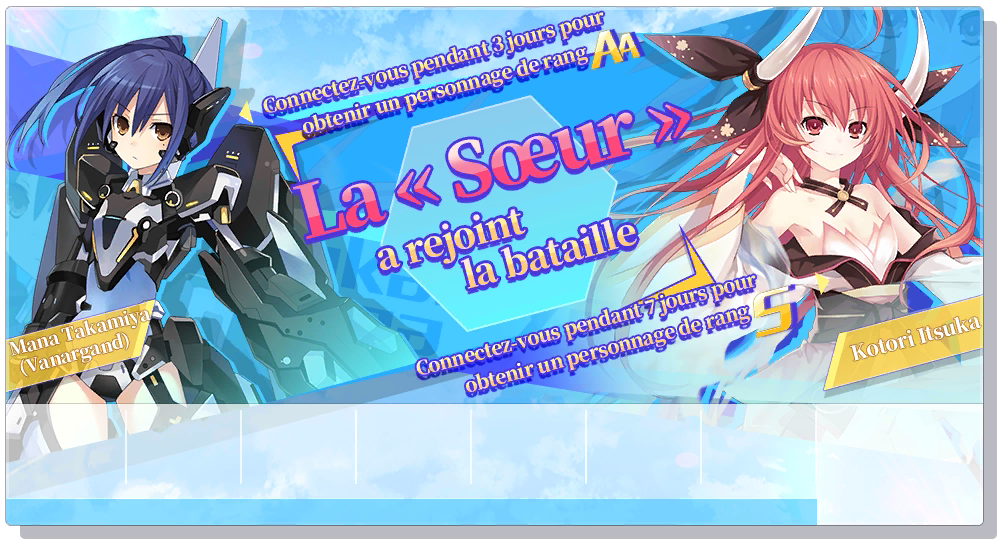 Connectez-vous pendant 3 jours pour
obtenir un personnage de rang AA
La « Sœur »
a rejoint
la bataille
Connectez-vous pendant 7 jours pour
obtenir un personnage de rang S
Mana Takamiya
(Vanargand)
Kotori Itsuka